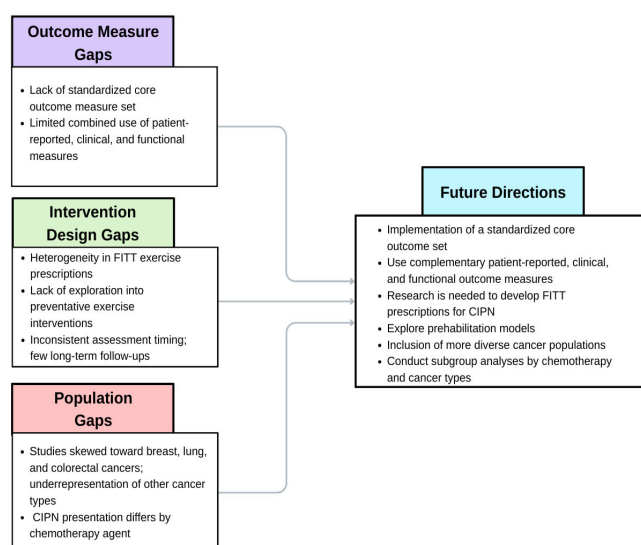 Outcome Measure
Gaps
• Lack of standardized core
outcome measure set
• Limited combined use of patient-
reported, clinical, and functional
measures
Intervention
Design Gaps
• Heterogeneity in FITT exercise
prescriptions
• Lack of exploration into
preventative exercise
interventions
• Inconsistent assessment timing;
few long-term follow-ups
Population
Gaps
• Studies skewed toward breast, lung,
and colorectal cancers;
underrepresentation of other cancer
types
• CIPN presentation differs by
chemotherapy agent
Future Directions
• Implementation of a standardized core
outcome set
• Use complementary patient-reported, clinical,
and functional outcome measures
• Research is needed to develop FITT
prescriptions for CIPN
• Explore prehabilitation models
• Inclusion of more diverse cancer populations
• Conduct subgroup analyses by chemotherapy
and cancer types